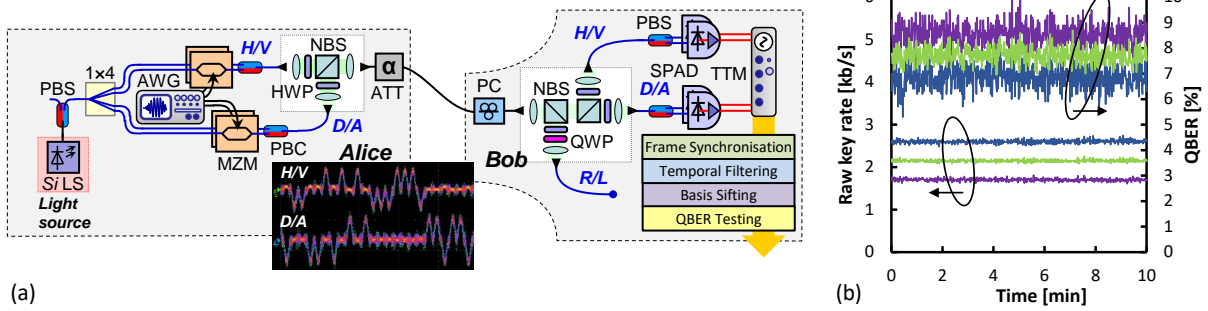 PBS
1×4
AWG
MZM
H/V
PBC
D/A
HWP
NBS
α
ATT
Si LS
Light
source
Alice
H/V
D/A
PC
NBS
QWP
R/L
Bob
H/V
D/A
PBS
SPAD
TTM
Frame Synchronisation
Temporal Filtering
Basis Sifting
QBER Testing
(a)
Raw key rate [kb/s]
5
4
3
2
1
0
0 2 4 6 8 10
Time [min]
9
8
7
6
5
4
3
2
1
0
QBER [%]
(b)